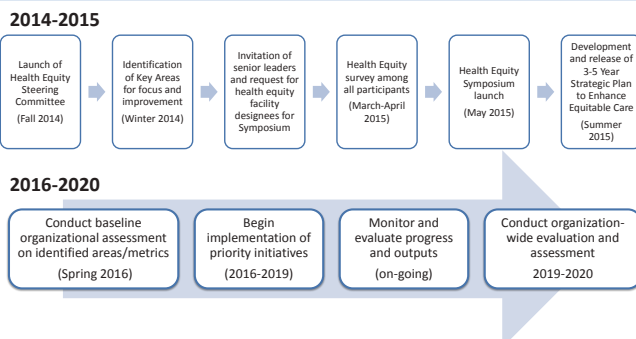 2014-2015
Launch of
Health Equity
Steering
Committee
(Fall 2014)
Identification
of Key Areas
for focus and
improvement
(Winter 2014)
Invitation of
senior leaders
and request for
health equity
facility
designees for
Symposium
Health Equity
survey among
all participants
(March-April
2015)
Health Equity
Symposium
launch
(May 2015)
Development
and release of
3-5 Year
Strategic Plan
to Enhance
Equitable Care
(Summer
2015)
2016-2020
Conduct baseline
organizational assessment
on identified areas/metrics
(Spring 2016)
Begin
implementation of
priority initiatives
(2016-2019)
Monitor and
evaluate progress
and outputs
(on-going)
Conduct organization-
wide evaluation and
assessment
2019-2020